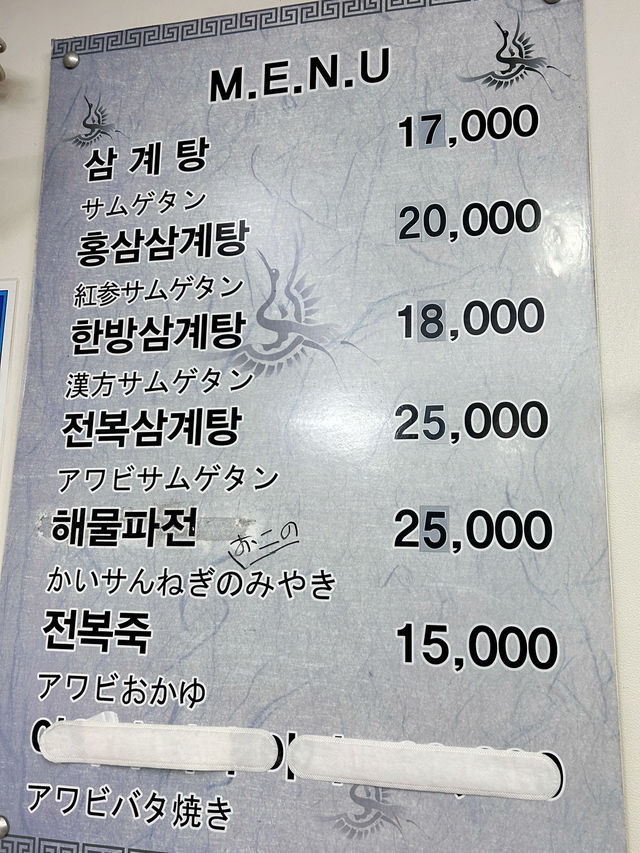 M.E.N.U
삼계탕 17,000
サムゲタン
홍삼삼계탕 20,000
紅参サムゲタン
한방삼계탕 18,000
漢方サムゲタン
전복삼계탕 25,000
アワビサムゲタン
해물파전 25,000
おこの
かいサんねぎのみやき
전복죽 15,000
アワビおかゆ
アワビバタ焼き